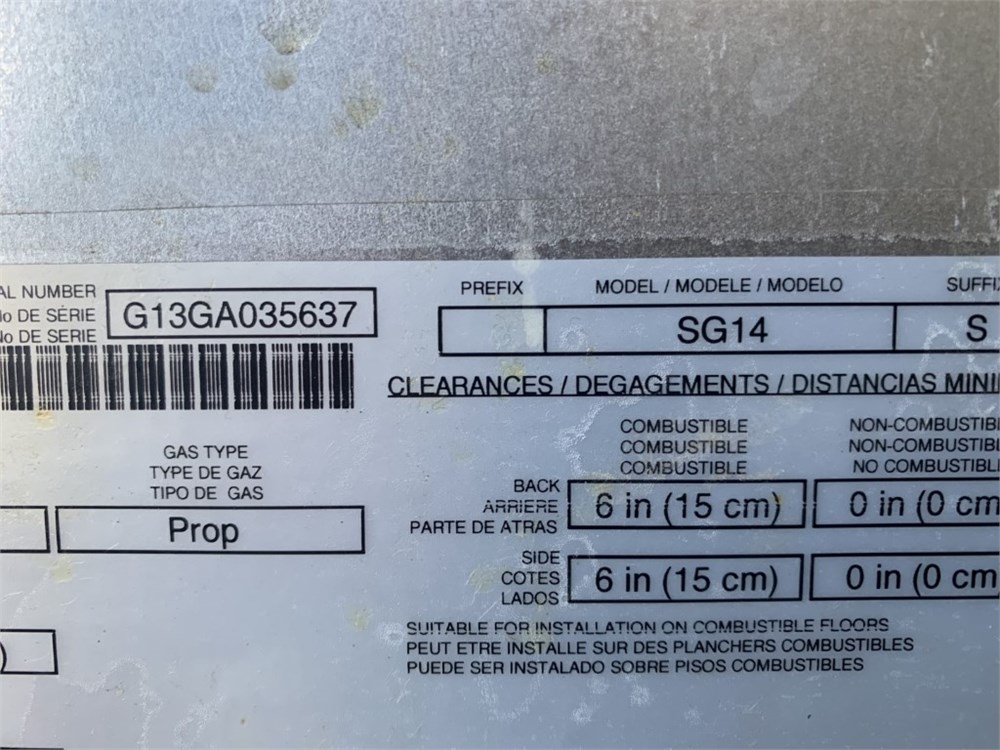 AL NUMBER
No DE SÉRIE
No DE SERIE
G13GA035637
PREFIX
MODEL / MODELE / MODELO
SUFFI
SG14
S
CLEARANCES / DEGAGEMENTS / DISTANCIAS MINI
COMBUSTIBLE
COMBUSTIBLE
COMBUSTIBLE
NON-COMBUSTIBL
NON-COMBUSTIBL
NO COMBUSTIBLE
GAS TYPE
TYPE DE GAZ
TIPO DE GAS
Prop
BACK
ARRIERE
PARTE DE ATRAS
6 in (15 cm)
0 in (0 cm
SIDE
COTES
LADOS
6 in (15 cm)
0 in (0 cm
)
SUITABLE FOR INSTALLATION ON COMBUSTIBLE FLOORS
PEUT ETRE INSTALLE SUR DES PLANCHERS COMBUSTIBLES
PUEDE SER INSTALADO SOBRE PISOS COMBUSTIBLES